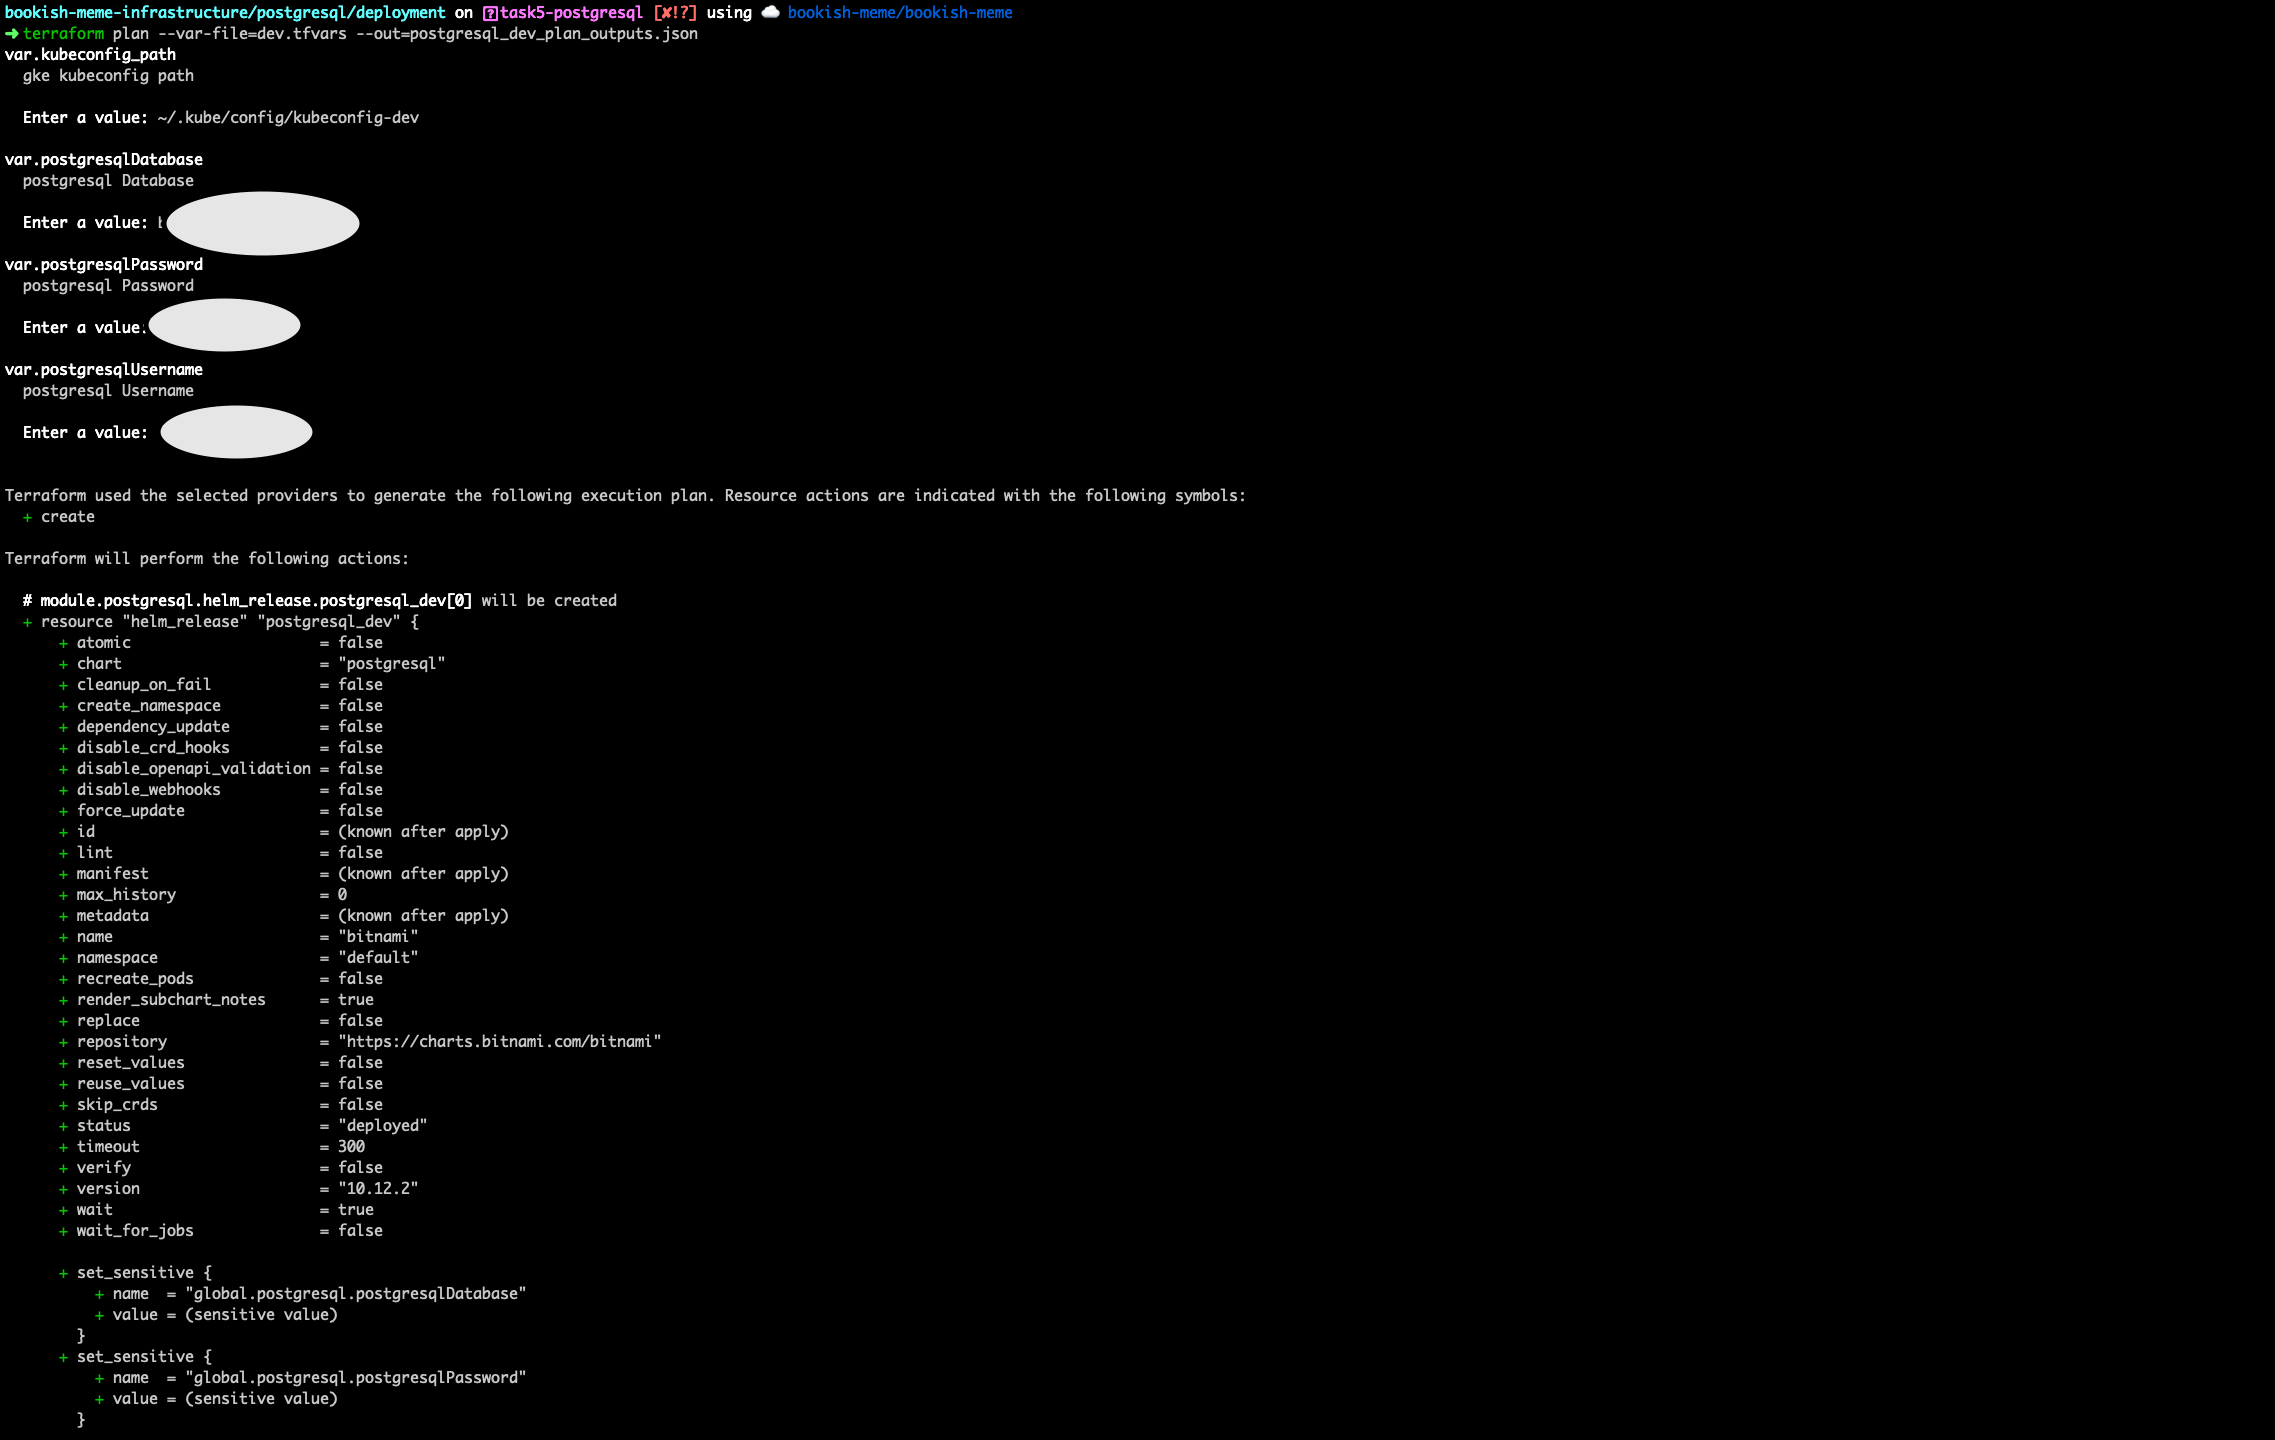 bookish-meme-infrastructure/postgresql/deployment on task5-postgresql [✘!?] using ☁️ bookish-meme/bookish-meme
➜ terraform plan --var-file=dev.tfvars --out=postgresql_dev_plan_outputs.json
var.kubeconfig_path
  gke kubeconfig path
  Enter a value: ~/.kube/config/kubeconfig-dev
var.postgresqlDatabase
  postgresql Database
  Enter a value:
var.postgresqlPassword
  postgresql Password
  Enter a value:
var.postgresqlUsername
  postgresql Username
  Enter a value:
Terraform used the selected providers to generate the following execution plan. Resource actions are indicated with the following symbols:
  + create
Terraform will perform the following actions:
  # module.postgresql.helm_release.postgresql_dev[0] will be created
  + resource "helm_release" "postgresql_dev" {
      + atomic                     = false
      + chart                      = "postgresql"
      + cleanup_on_fail            = false
      + create_namespace           = false
      + dependency_update          = false
      + disable_crd_hooks          = false
      + disable_openapi_validation = false
      + disable_webhooks           = false
      + force_update               = false
      + id                         = (known after apply)
      + lint                       = false
      + manifest                   = (known after apply)
      + max_history                = 0
      + metadata                   = (known after apply)
      + name                       = "bitnami"
      + namespace                  = "default"
      + recreate_pods              = false
      + render_subchart_notes      = true
      + replace                    = false
      + repository                 = "https://charts.bitnami.com/bitnami"
      + reset_values               = false
      + reuse_values               = false
      + skip_crds                  = false
      + status                     = "deployed"
      + timeout                    = 300
      + verify                     = false
      + version                    = "10.12.2"
      + wait                       = true
      + wait_for_jobs              = false
      + set_sensitive {
          + name  = "global.postgresql.postgresqlDatabase"
          + value = (sensitive value)
        }
      + set_sensitive {
          + name  = "global.postgresql.postgresqlPassword"
          + value = (sensitive value)
        }